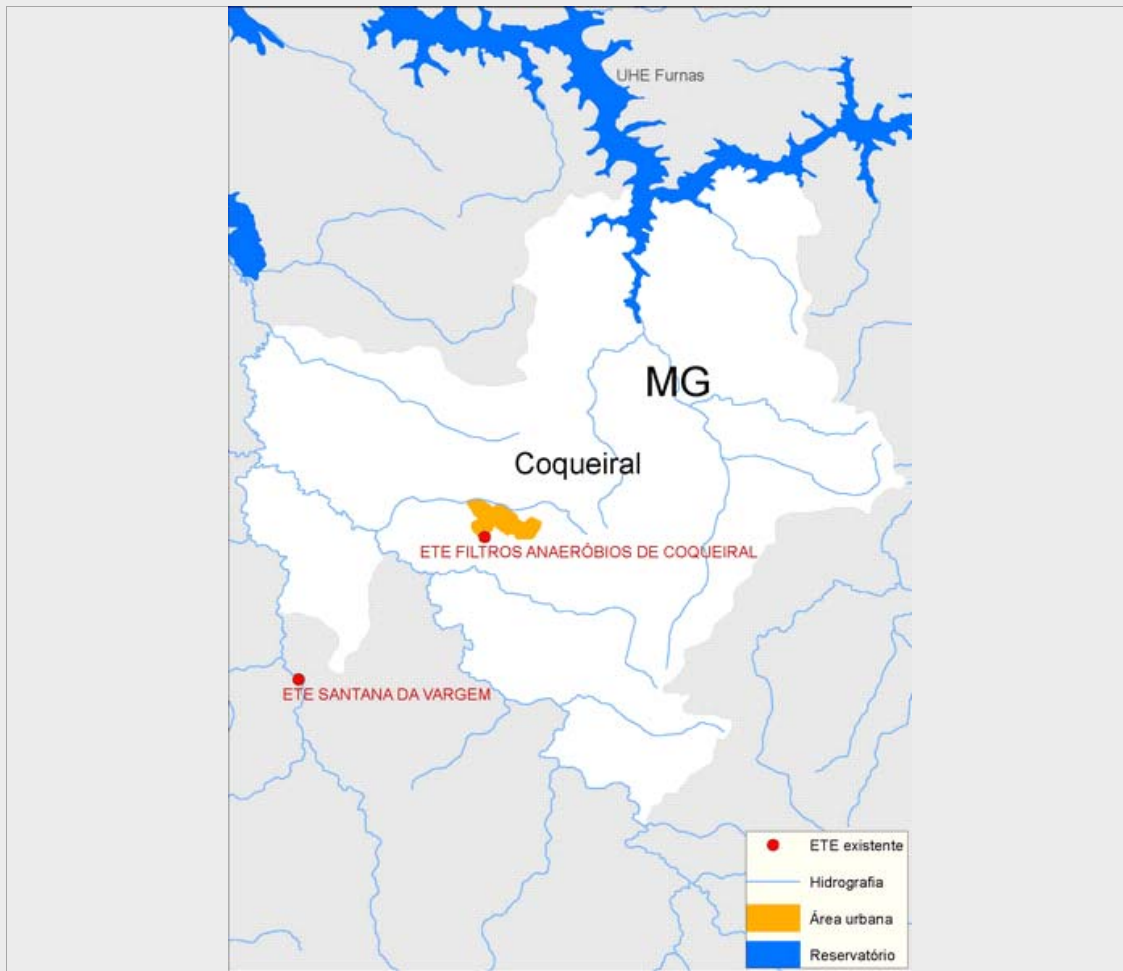 UHE Furnas
MG
Coqueiral
ETE FILTROS ANAERÓBIOS DE COQUEIRAL
ETE SANTANA DA VARGEM
ETE existente
Hidrografia
Área urbana
Reservatório